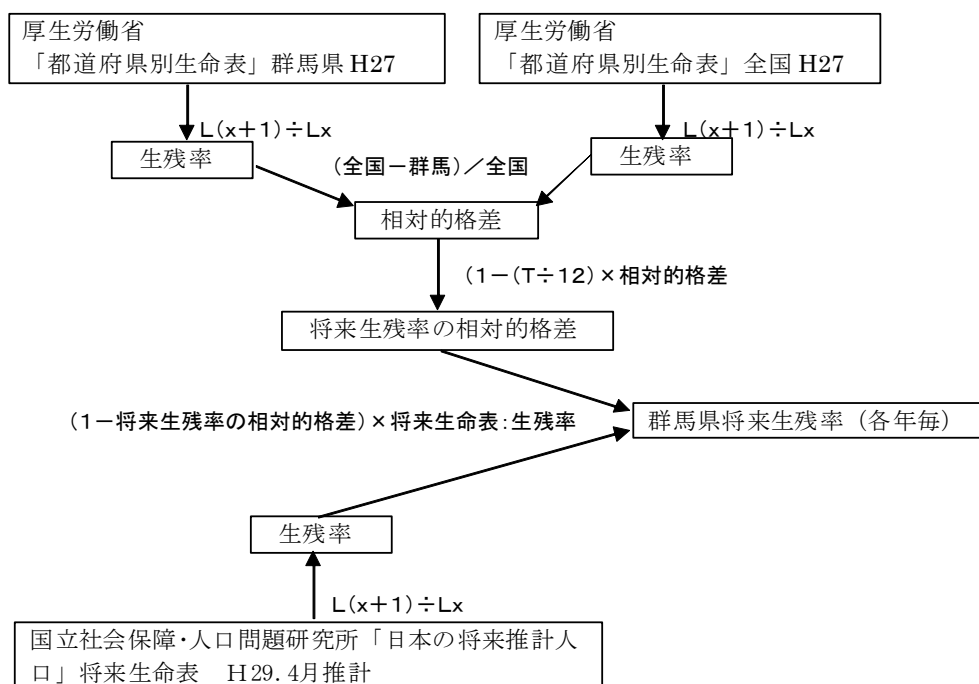 厚生労働省
「都道府県別生命表」群馬県 H27
厚生労働省
「都道府県別生命表」全国 H27
L(x+1)÷Lx
L(x+1)÷Lx
生残率
生残率
(全国-群馬)/全国
相対的格差
(1-(T÷12)×相対的格差
将来生残率の相対的格差
(1-将来生残率の相対的格差)×将来生命表:生残率
群馬県将来生残率(各年毎)
生残率
L(x+1)÷Lx
国立社会保障・人口問題研究所「日本の将来推計人
口」将来生命表 H29.4月推計